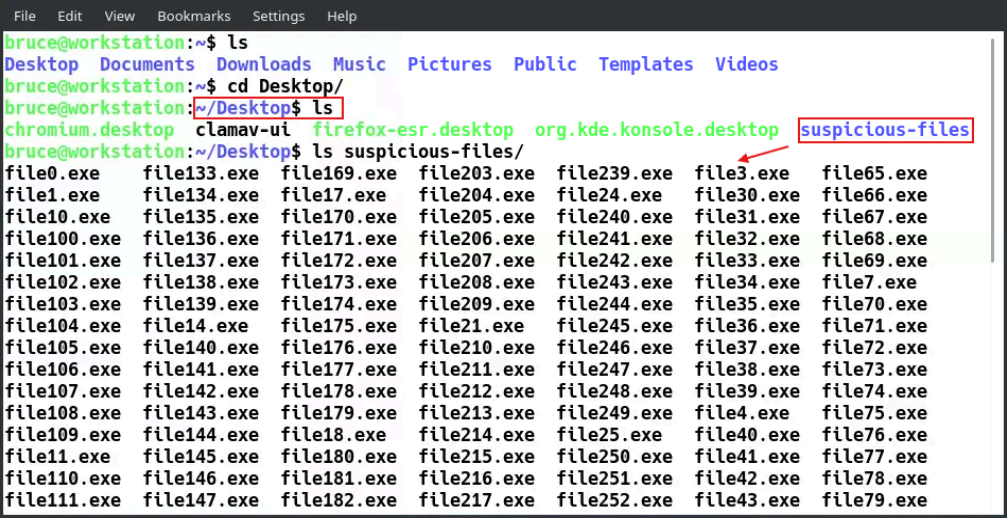 File Edit View Bookmarks Settings Help
bruce@workstation:~$ ls
Desktop Documents Downloads Music Pictures Public Templates Videos
bruce@workstation:~$ cd Desktop/
bruce@workstation:~/Desktop$ ls
chromium.desktop clamav-ui firefox-esr.desktop org.kde.konsole.desktop suspicious-files
bruce@workstation:~/Desktop$ ls suspicious-files/
file0.exe file133.exe file169.exe file203.exe file239.exe file3.exe file65.exe
file1.exe file134.exe file17.exe file204.exe file24.exe file30.exe file66.exe
file10.exe file135.exe file170.exe file205.exe file240.exe file31.exe file67.exe
file100.exe file136.exe file171.exe file206.exe file241.exe file32.exe file68.exe
file101.exe file137.exe file172.exe file207.exe file242.exe file33.exe file69.exe
file102.exe file138.exe file173.exe file208.exe file243.exe file34.exe file7.exe
file103.exe file139.exe file174.exe file209.exe file244.exe file35.exe file70.exe
file104.exe file14.exe file175.exe file21.exe file245.exe file36.exe file71.exe
file105.exe file140.exe file176.exe file210.exe file246.exe file37.exe file72.exe
file106.exe file141.exe file177.exe file211.exe file247.exe file38.exe file73.exe
file107.exe file142.exe file178.exe file212.exe file248.exe file39.exe file74.exe
file108.exe file143.exe file179.exe file213.exe file249.exe file4.exe file75.exe
file109.exe file144.exe file18.exe file214.exe file25.exe file40.exe file76.exe
file11.exe file145.exe file180.exe file215.exe file250.exe file41.exe file77.exe
file110.exe file146.exe file181.exe file216.exe file251.exe file42.exe file78.exe
file111.exe file147.exe file182.exe file217.exe file252.exe file43.exe file79.exe